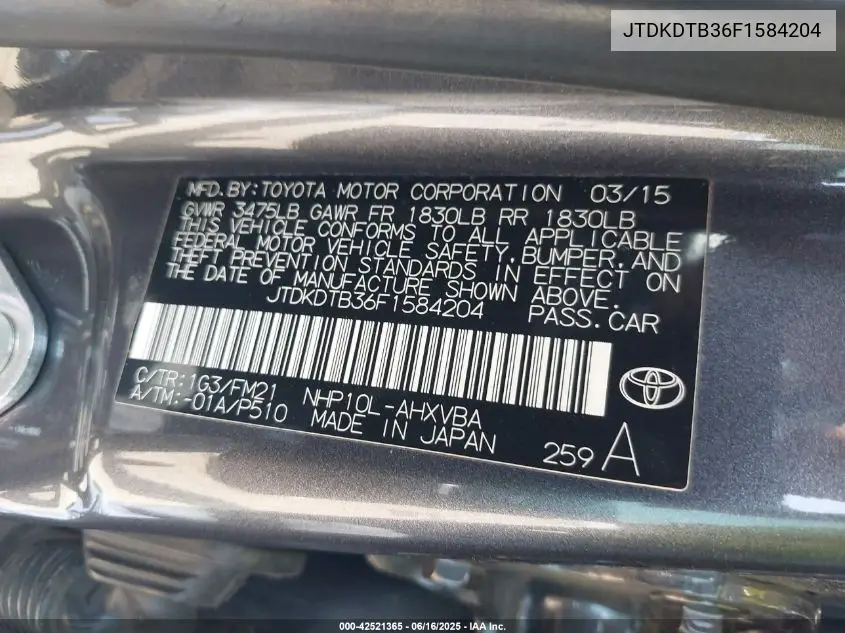 JTDKDTB36F1584204
MFD.BY:TOYOTA MOTOR CORPORATION 03/15
GVWR 3475LB GAWR FR 1830LB RR 1830LB
THIS VEHICLE CONFORMS TO ALL APPLICABLE
FEDERAL MOTOR VEHICLE SAFETY,BUMPER,AND
THEFT PREVENTION STANDARDS IN EFFECT ON
THE DATE OF MANUFACTURE SHOWN ABOVE.
JTDKDTB36F1584204 PASS.CAR
C/TR:1G3/FM21 NHP10L-AHXVBA
A/TM:-01A/P510 MADE IN JAPAN
259 A
000-42521365 - 06/16/2025 - IAA Inc.